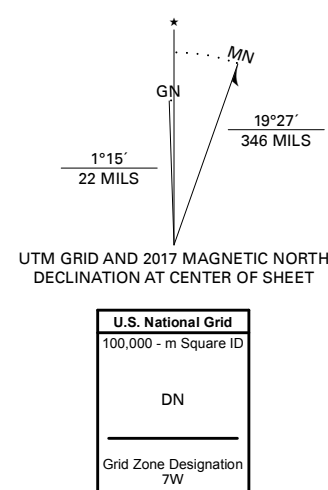 ★
MN
GN
19°27´
346 MILS
1°15´
22 MILS
UTM GRID AND 2017 MAGNETIC NORTH
DECLINATION AT CENTER OF SHEET
U.S. National Grid
100,000 - m Square ID
DN
Grid Zone Designation
7W